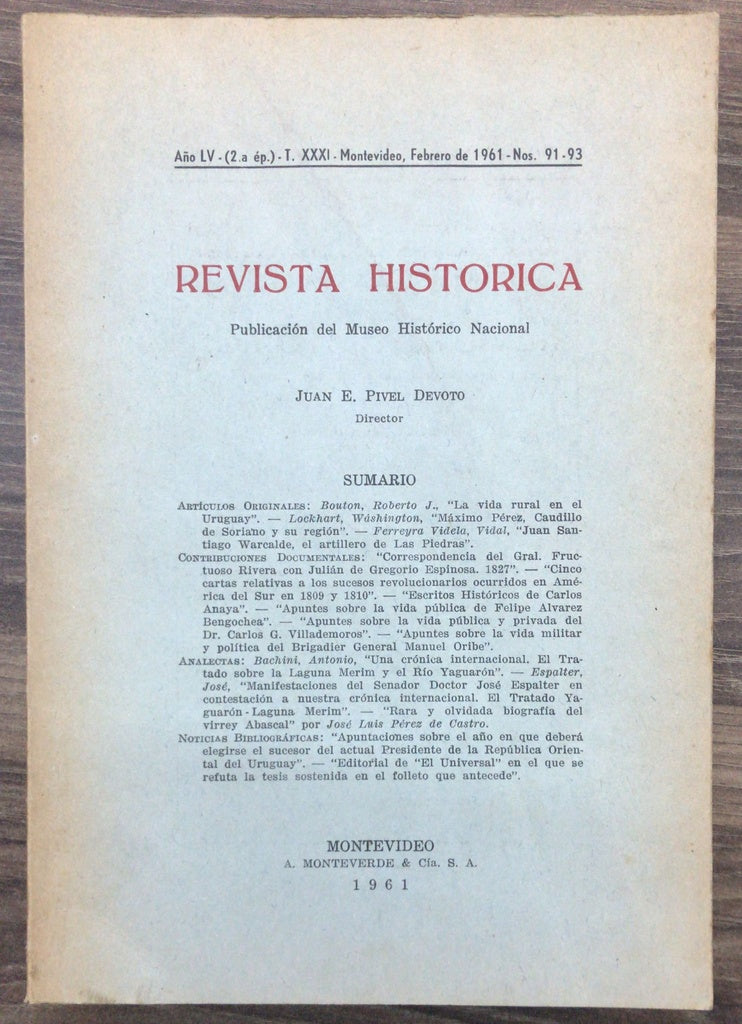 Año LV - (2.a ép.) - T. XXXI - Montevideo, Febrero de 1961 - Nos. 91 - 93
REVISTA HISTORICA
Publicación del Museo Histórico Nacional
JUAN E. PIVEL DEVOTO
Director
SUMARIO
ARTÍCULOS ORIGINALES: Bouton, Roberto J., "La vida rural en el
Uruguay". — Lockhart, Wáshington, "Máximo Pérez, Caudillo
de Soriano y su región". — Ferreyra Videla, Vidal, "Juan San-
tiago Warcalde, el artillero de Las Piedras".
CONTRIBUCIONES DOCUMENTALES: "Correspondencia del Gral. Fruc-
tuoso Rivera con Julián de Gregorio Espinosa. 1827". — "Cinco
cartas relativas a los sucesos revolucionarios ocurridos en Amé-
rica del Sur en 1809 y 1810". — "Escritos Históricos de Carlos
Anaya". — "Apuntes sobre la vida pública de Felipe Alvarez
Bengochea". — "Apuntes sobre la vida pública y privada del
Dr. Carlos G. Villademoros". — "Apuntes sobre la vida militar
y política del Brigadier General Manuel Oribe".
ANALECTAS: Bachini, Antonio, "Una crónica internacional. El Tra-
tado sobre la Laguna Merim y el Río Yaguarón". — Espalter,
José, "Manifestaciones del Senador Doctor José Espalter en
contestación a nuestra crónica internacional. El Tratado Ya-
guarón - Laguna Merim". — "Rara y olvidada biografía del
virrey Abascal" por José Luis Pérez de Castro.
NOTICIAS BIBLIOGRÁFICAS: "Apuntaciones sobre el año en que deberá
elegirse el sucesor del actual Presidente de la República Orien-
tal del Uruguay". — "Editorial de "El Universal" en el que se
refuta la tesis sostenida en el folleto que antecede".
MONTEVIDEO
A. MONTEVERDE & Cía. S. A.
1961